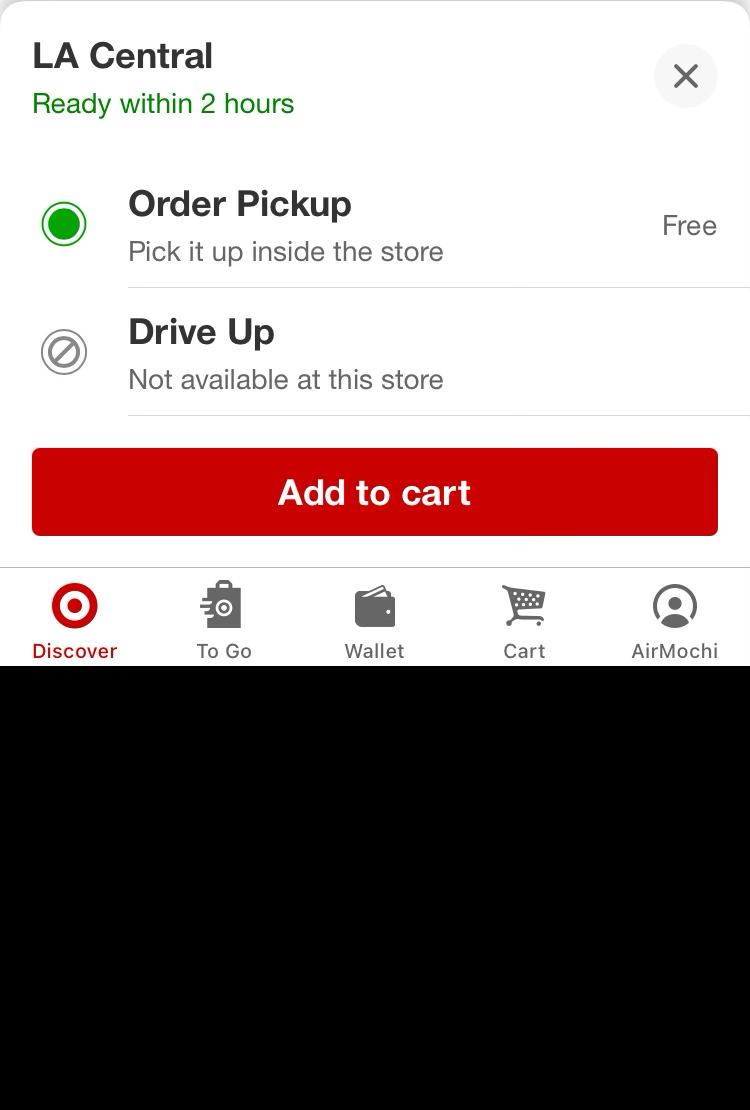 LA Central
Ready within 2 hours
Order Pickup
Pick it up inside the store
Free
Drive Up
Not available at this store
Add to cart
Discover
To Go
Wallet
Cart
AirMochi